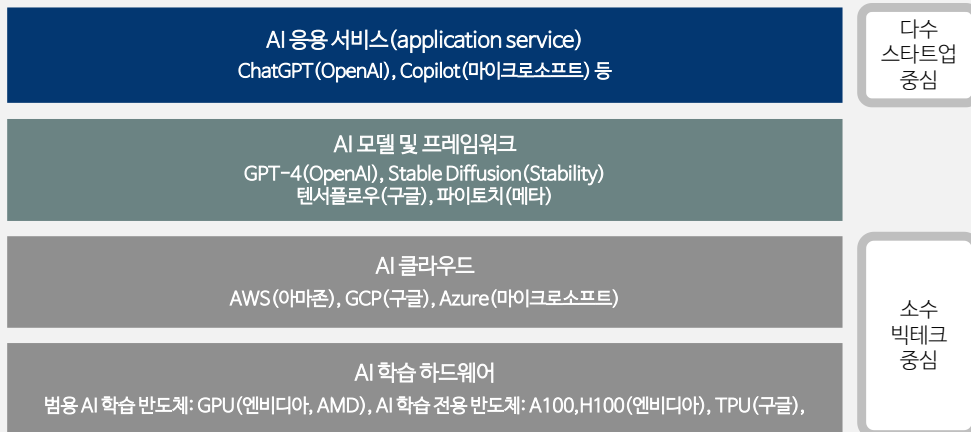 AI 응용 서비스(application service)
ChatGPT(OpenAI), Copilot(마이크로소프트) 등
다수
스타트업
중심
AI 모델 및 프레임워크
GPT-4(OpenAI), Stable Diffusion(Stability)
텐서플로우(구글), 파이토치(메타)
AI 클라우드
AWS(아마존), GCP(구글), Azure(마이크로소프트)
AI 학습 하드웨어
범용 AI 학습 반도체: GPU(엔비디아, AMD), AI 학습 전용 반도체: A100,H100(엔비디아), TPU(구글),
소수
빅테크
중심